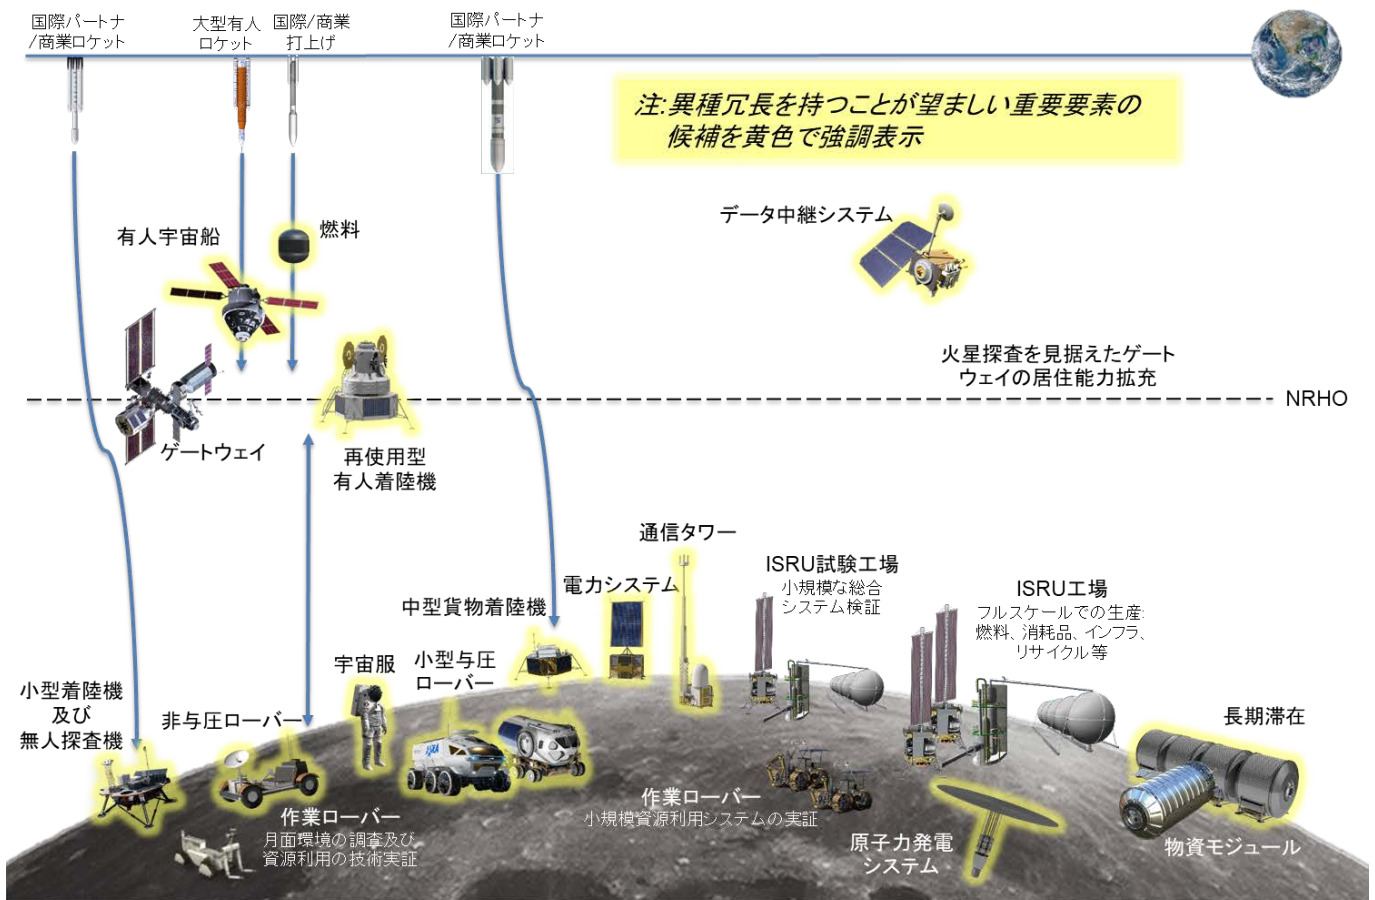 国際パートナ
/商業ロケット
大型有人
ロケット
国際/商業
打上げ
国際パートナ
/商業ロケット
注:異種冗長を持つことが望ましい重要要素の
候補を黄色で強調表示
データ中継システム
有人宇宙船
燃料
火星探査を見据えたゲート
ウェイの居住能力拡充
NRHO
ゲートウェイ
再使用型
有人着陸機
通信タワー
ISRU試験工場
小規模な総合
システム検証
電力システム
ISRU工場
フルスケールでの生産:
燃料、消耗品、インフラ、
リサイクル等
中型貨物着陸機
宇宙服
小型与圧
ローバー
小型着陸機
及び
無人探査機
非与圧ローバー
長期滞在
JAXA
作業ローバー
月面環境の調査及び
資源利用の技術実証
作業ローバー
小規模資源利用システムの実証
原子力発電
システム
物資モジュール